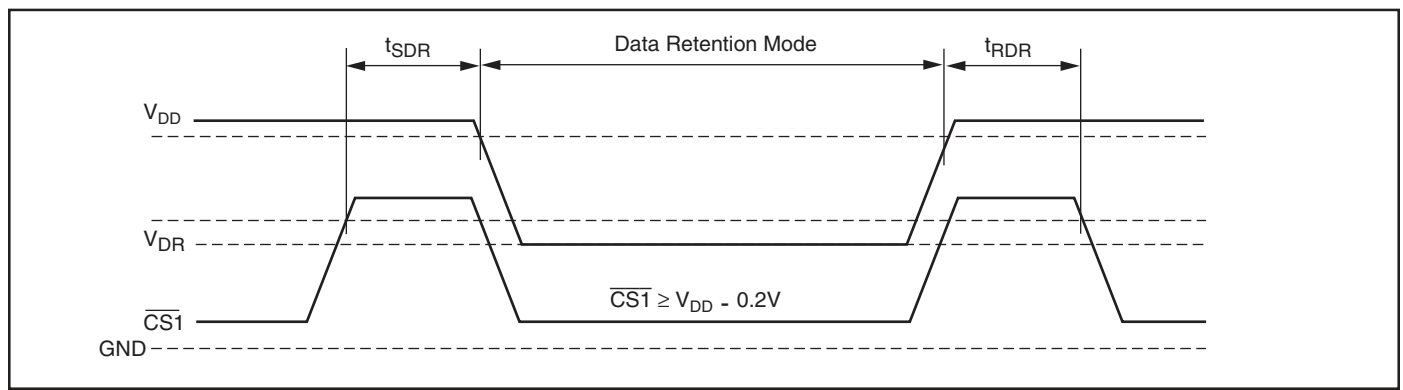 tSDR
Data Retention Mode
tRDR
VDD
VDR
CS1 ≥ VDD - 0.2V
CS1
GND